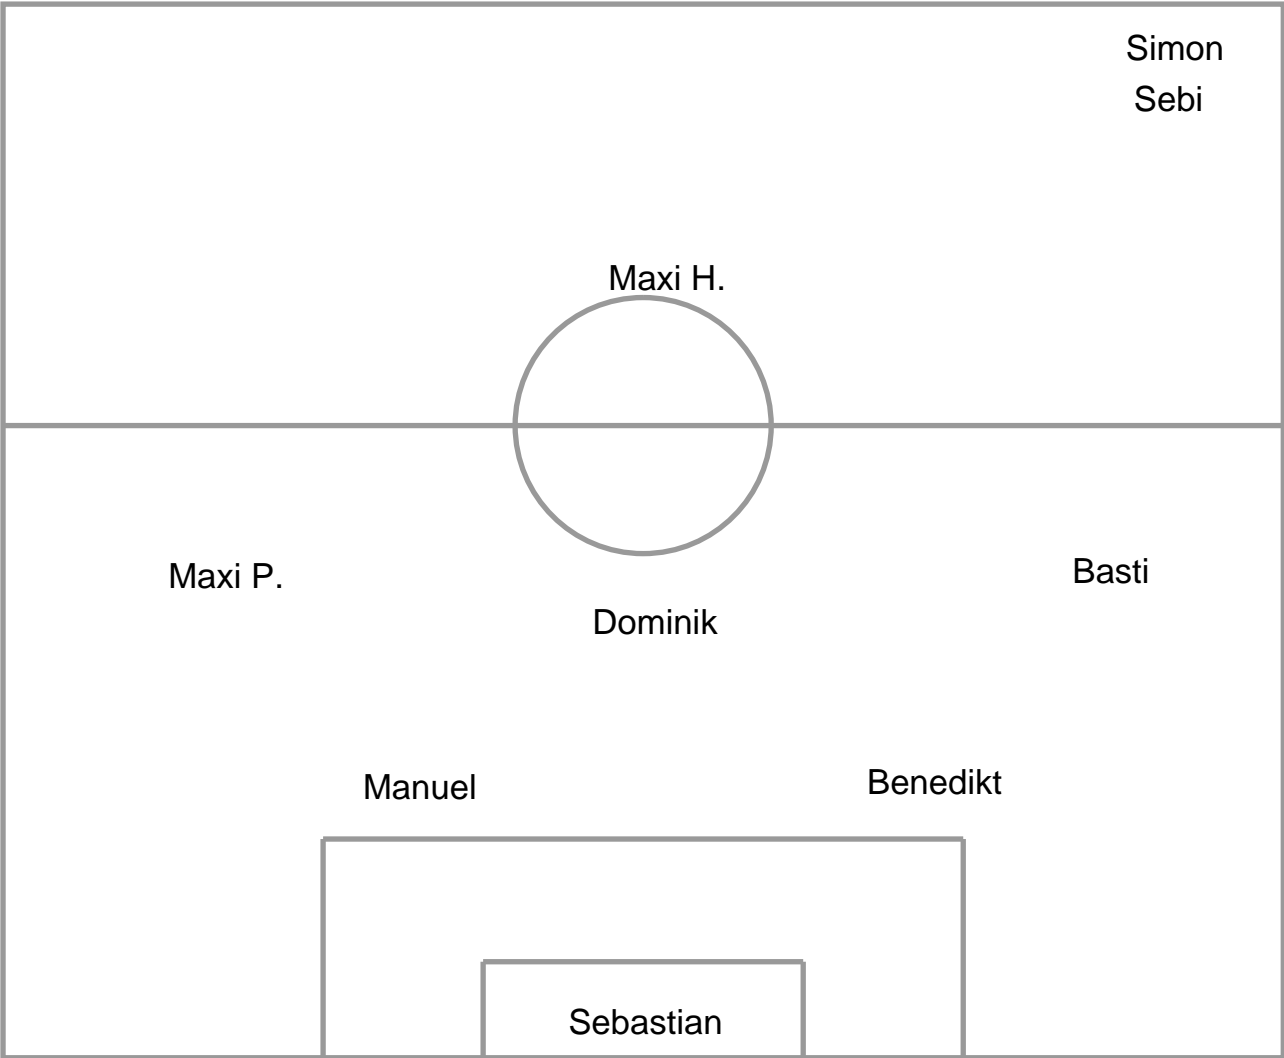 Simon
Sebi
Maxi H.
Maxi P.
Basti
Dominik
Manuel
Benedikt
Sebastian